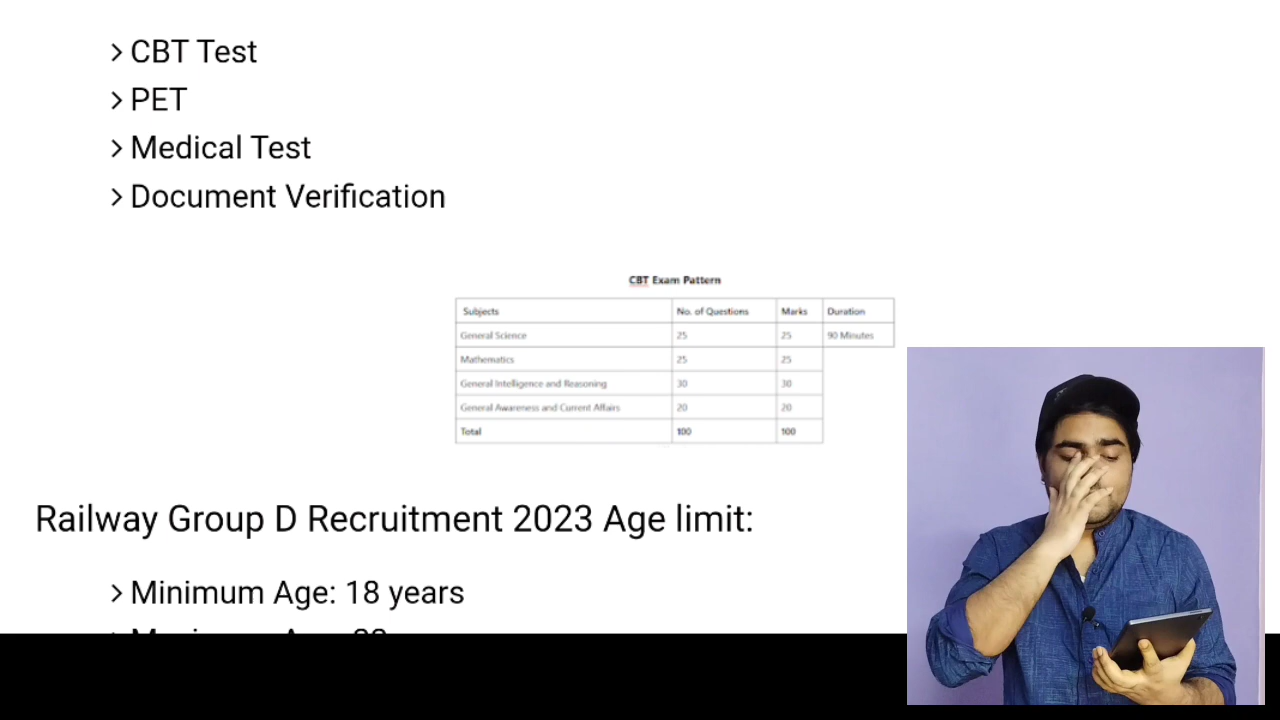 > CBT Test
> PET
> Medical Test
> Document Verification
CBT Exam Pattern
Subjects No. of Questions Marks Duration
General Science 25 25 90 Minutes
Mathematics 25 25
General Intelligence and Reasoning 30 30
General Awareness and Current Affairs 20 20
Total 100 100
Railway Group D Recruitment 2023 Age limit:
> Minimum Age: 18 years